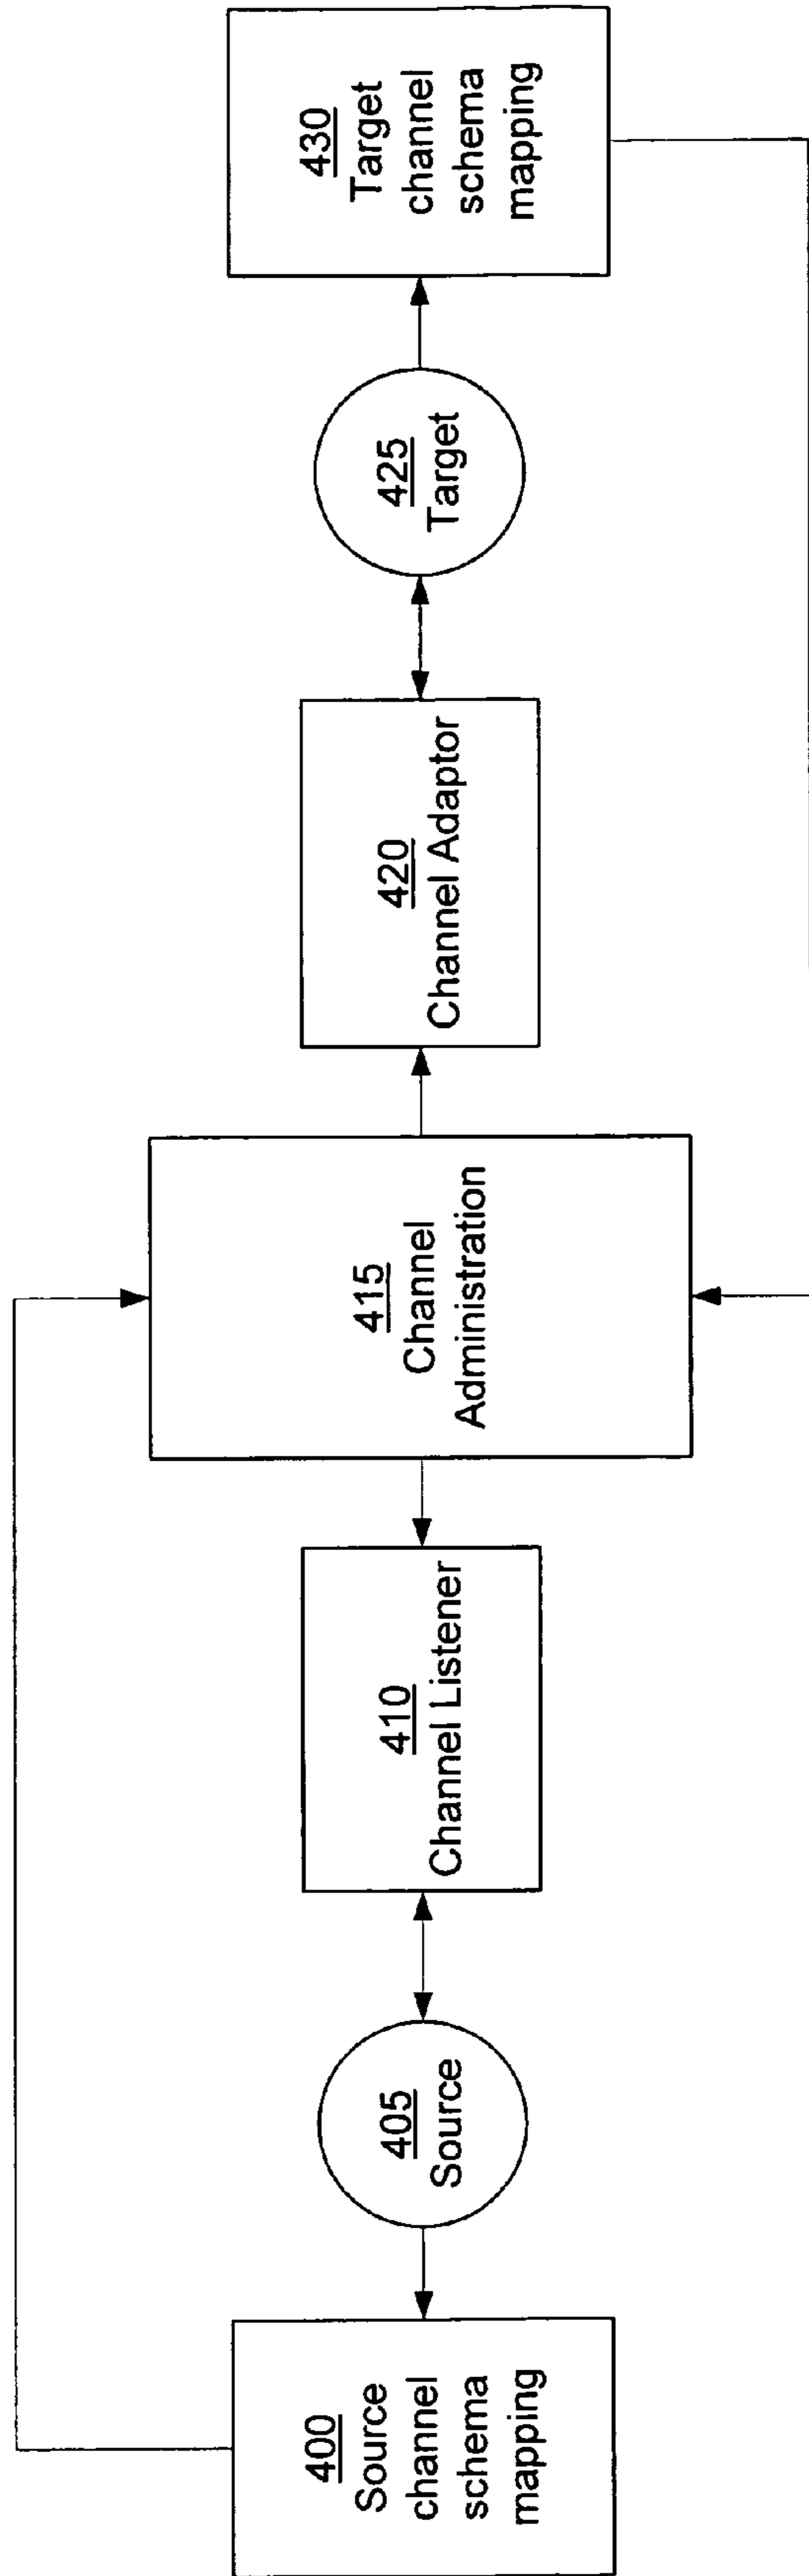 400
Source
channel
schema
mapping
405
Source
410
Channel Listener
415
Channel
Administration
420
Channel Adaptor
425
Target
430
Target
channel
schema
mapping